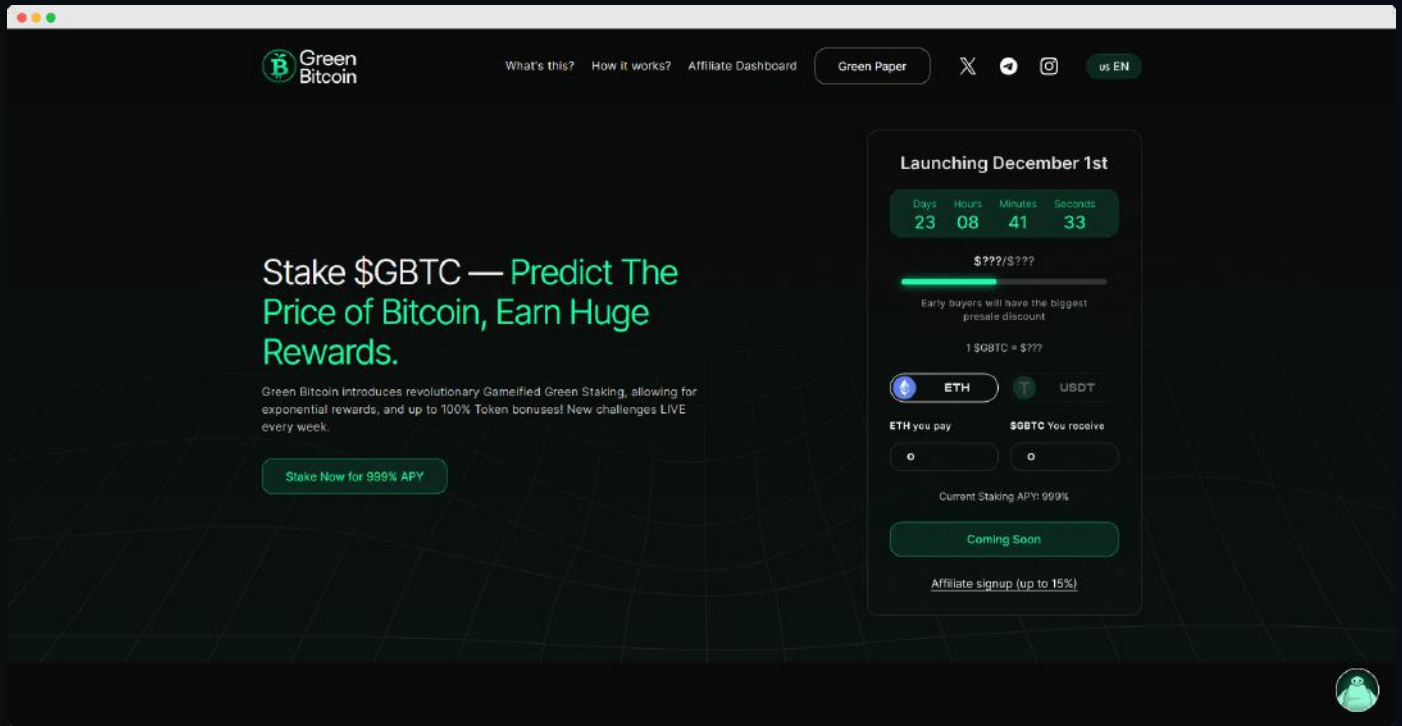 Green
Bitcoin
What's this? How it works? Affiliate Dashboard Green Paper us EN
Launching December 1st
Days Hours Minutes Seconds
23 08 41 33
$???/$???
Early buyers will have the biggest
presale discount
1 $GBTC = $???
ETH USDT
ETH you pay $GBTC You receive
0 0
Current Staking APY: 999%
Coming Soon
Affiliate signup (up to 15%)
Stake $GBTC — Predict The
Price of Bitcoin, Earn Huge
Rewards.
Green Bitcoin introduces revolutionary Gameified Green Staking, allowing for
exponential rewards, and up to 100% Token bonuses! New challenges LIVE
every week.
Stake Now for 999% APY